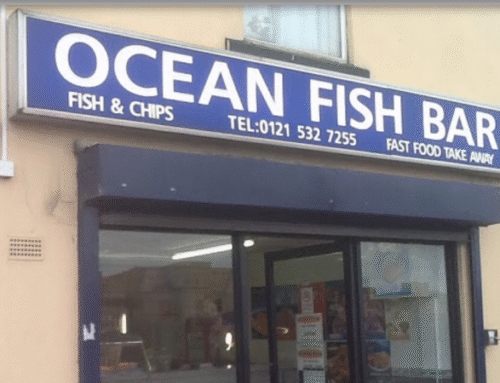 OCEAN FISH BAR
FISH & CHIPS
TEL:0121 532 7255
FAST FOOD TAKE AWAY